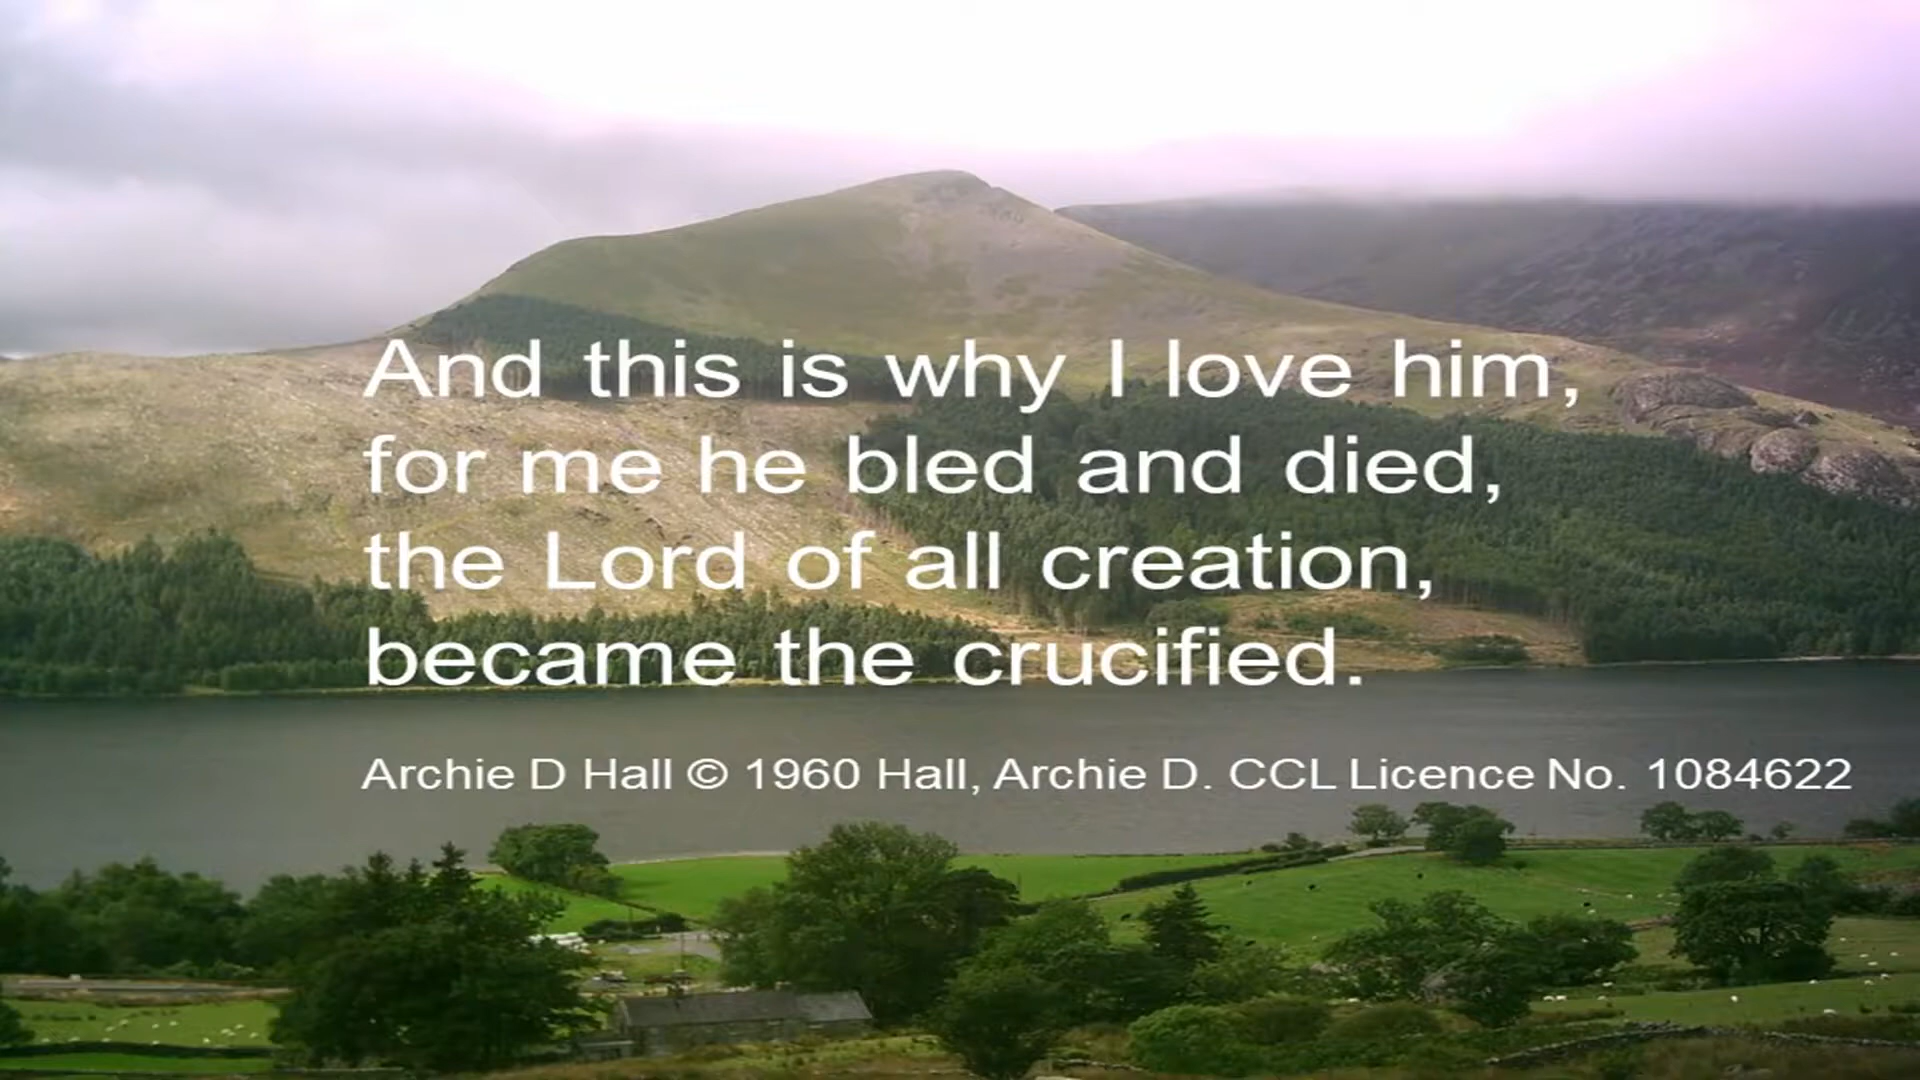 And this is why I love him,
for me he bled and died,
the Lord of all creation,
became the crucified.
Archie D Hall © 1960 Hall, Archie D. CCL Licence No. 1084622